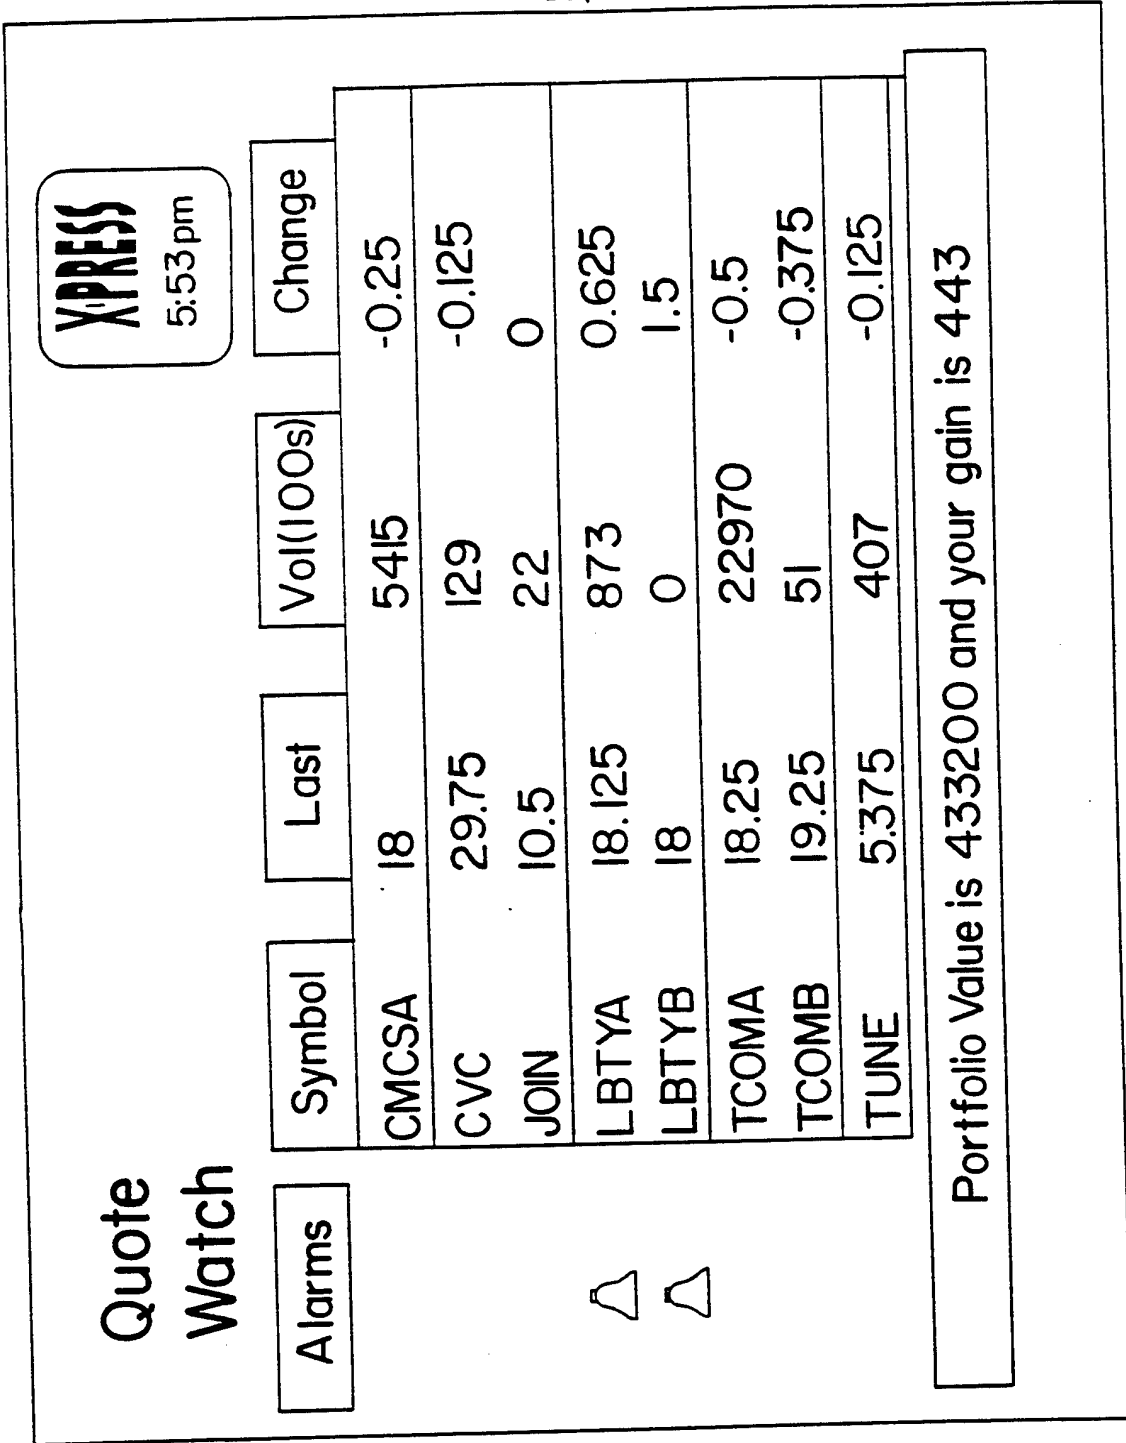 Quote
Watch
X·PRESS
5:53pm
Alarms Symbol Last Vol(100s) Change
CMCSA 18 5415 -0.25
CVC 29.75 129 -0.125
JOIN 10.5 22 0
LBTYA 18.125 873 0.625
LBTYB 18 0 1.5
TCOMA 18.25 22970 -0.5
TCOMB 19.25 51 -0.375
TUNE 5.375 407 -0.125
Portfolio Value is 433200 and your gain is 443